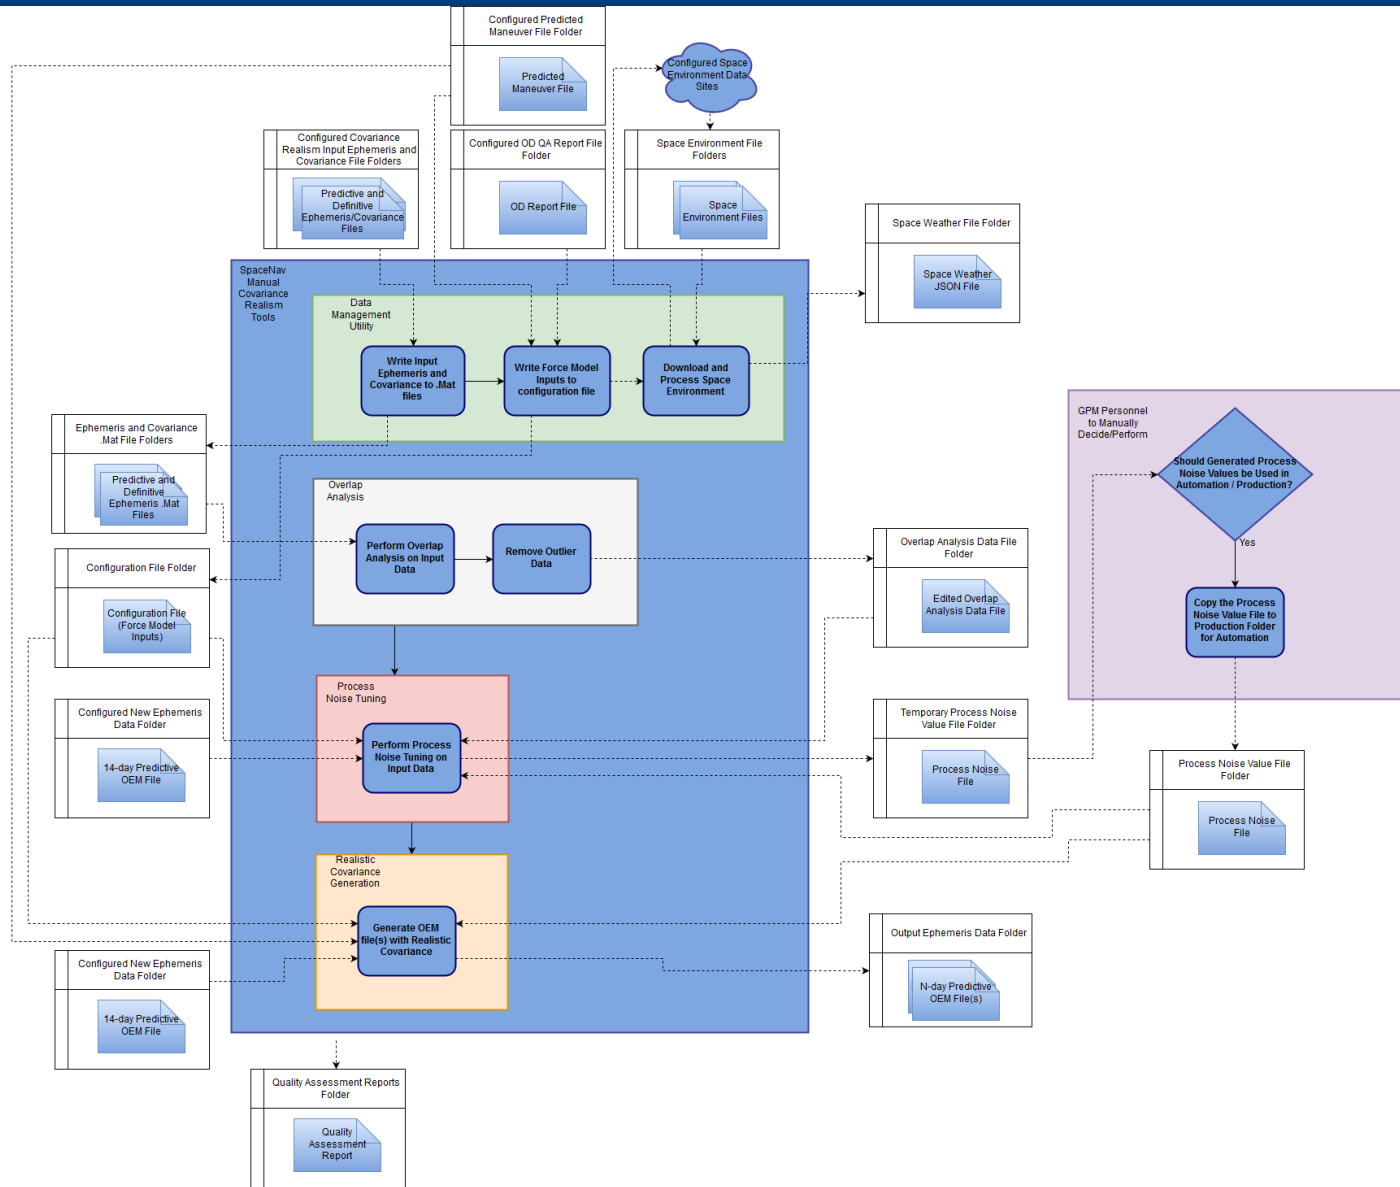 Configured Predicted
Maneuver File Folder
Predicted
Maneuver File
Configured Space
Environment Data
Sites
Configured Covariance
Realism Input Ephemeris and
Covariance File Folders
Predictive and
Definitive
Ephemeris/Covariance
Files
Configured OD QA Report File
Folder
OD Report File
Space Environment File
Folders
Space
Environment Files
Space Weather File Folder
Space Weather
JSON File
SpaceNav
Manual
Covariance
Realism
Tools
Data
Management
Utility
Write Input
Ephemeris and
Covariance to .Mat
files
Write Force Model
Inputs to
configuration file
Download and
Process Space
Environment
Ephemeris and Covariance
.Mat File Folders
Predictive and
Definitive
Ephemeris .Mat
Files
Overlap
Analysis
Perform Overlap
Analysis on Input
Data
Remove Outlier
Data
GPM Personnel
to Manually
Decide/Perform
Should Generated Process
Noise Values be Used in
Automation / Production?
Yes
Copy the Process
Noise Value File to
Production Folder
for Automation
Overlap Analysis Data File
Folder
Edited Overlap
Analysis Data File
Configuration File Folder
Configuration File
(Force Model
Inputs)
Process
Noise Tuning
Perform Process
Noise Tuning on
Input Data
Configured New Ephemeris
Data Folder
14-day Predictive
OEM File
Temporary Process Noise
Value File Folder
Process Noise
File
Process Noise Value File
Folder
Process Noise
File
Realistic
Covariance
Generation
Generate OEM
file(s) with Realistic
Covariance
Configured New Ephemeris
Data Folder
14-day Predictive
OEM File
Output Ephemeris Data Folder
N-day Predictive
OEM File(s)
Quality Assessment Reports
Folder
Quality
Assessment
Report